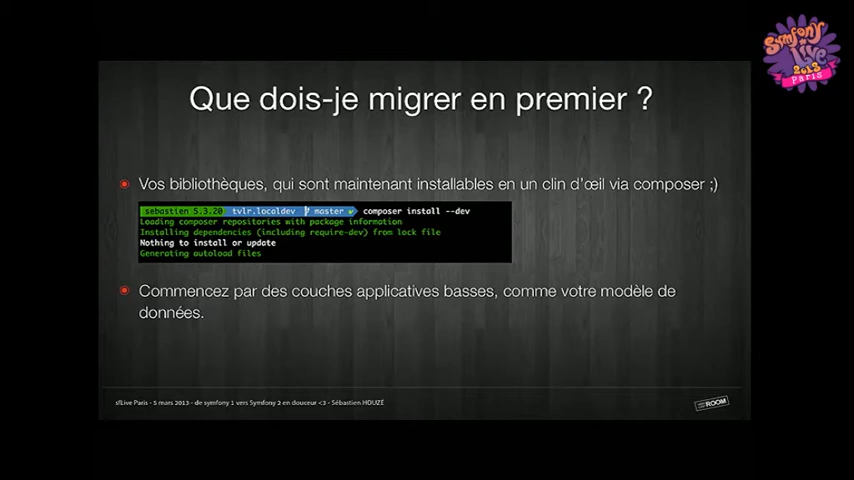 Symfony
Live
2013
Paris
Que dois-je migrer en premier ?
Vos bibliothèques, qui sont maintenant installables en un clin d'œil via composer ;)
sebastien 5.3.20 tvlr.localdev master ✔ composer install --dev
Loading composer repositories with package information
Installing dependencies (including require-dev) from lock file
Nothing to install or update
Generating autoload files
Commencez par des couches applicatives basses, comme votre modèle de
données.
sfLive Paris - 5 mars 2013 - de symfony 1 vers Symfony 2 en douceur <3 - Sébastien HOUZÉ
ROOM